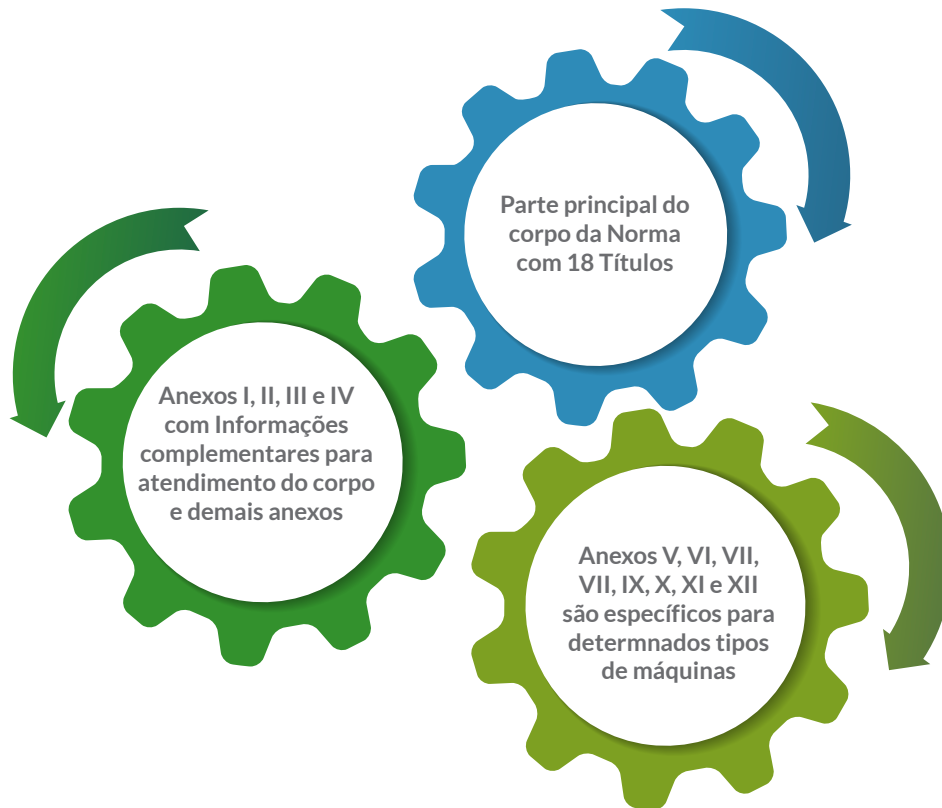 Parte principal do
corpo da Norma
com 18 Títulos
Anexos I, II, III e IV
com Informações
complementares para
atendimento do corpo
e demais anexos
Anexos V, VI, VII,
VII, IX, X, XI e XII
são específicos para
determnados tipos
de máquinas